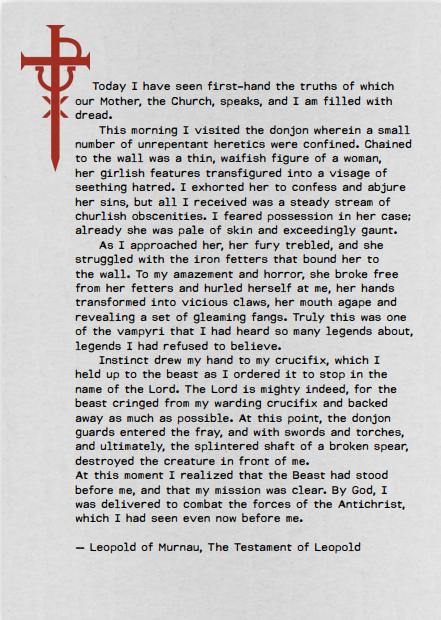 Today I have seen first-hand the truths of which
our Mother, the Church, speaks, and I am filled with
dread.
This morning I visited the donjon wherein a small
number of unrepentant heretics were confined. Chained
to the wall was a thin, waifish figure of a woman,
her girlish features transfigured into a visage of
seething hatred. I exhorted her to confess and abjure
her sins, but all I received was a steady stream of
churlish obscenities. I feared possession in her case;
already she was pale of skin and exceedingly gaunt.
As I approached her, her fury trebled, and she
struggled with the iron fetters that bound her to
the wall. To my amazement and horror, she broke free
from her fetters and hurled herself at me, her hands
transformed into vicious claws, her mouth agape and
revealing a set of gleaming fangs. Truly this was one
of the vampyri that I had heard so many legends about,
legends I had refused to believe.
Instinct drew my hand to my crucifix, which I
held up to the beast as I ordered it to stop in the
name of the Lord. The Lord is mighty indeed, for the
beast cringed from my warding crucifix and backed
away as much as possible. At this point, the donjon
guards entered the fray, and with swords and torches,
and ultimately, the splintered shaft of a broken spear,
destroyed the creature in front of me.
At this moment I realized that the Beast had stood
before me, and that my mission was clear. By God, I
was delivered to combat the forces of the Antichrist,
which I had seen even now before me.
— Leopold of Murnau, The Testament of Leopold